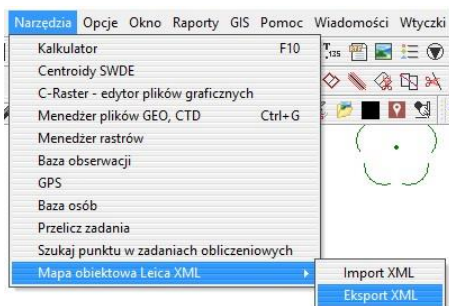 Narzędzia Opcje Okno Raporty GIS Pomoc Wiadomości Wtyczki
Kalkulator F10
Centroidy SWDE
C-Raster - edytor plików graficznych
Menedżer plików GEO, CTD Ctrl+G
Menedżer rastrów
Baza obserwacji
GPS
Baza osób
Przelicz zadania
Szukaj punktu w zadaniach obliczeniowych
Mapa obiektowa Leica XML
Import XML
Eksport XML